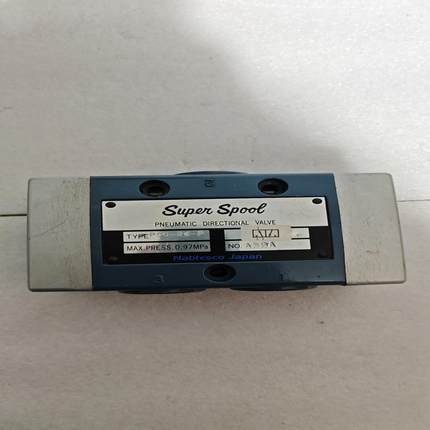 Super Spool
PNEUMATIC DIRECTIONAL VALVE
TYPE
MAX.PRESS. 0.97MPa NO.
Nabtesco Japan